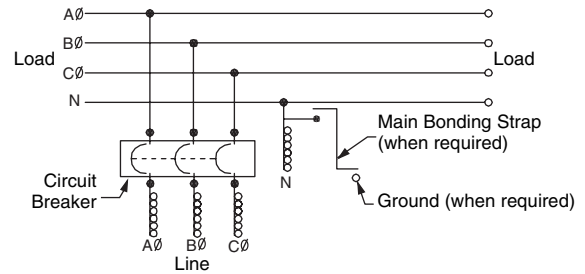 AØ
BØ
Load
Load
CØ
N
Main Bonding Strap
(when required)
Circuit
Breaker
N
Ground (when required)
AØ BØ CØ
Line